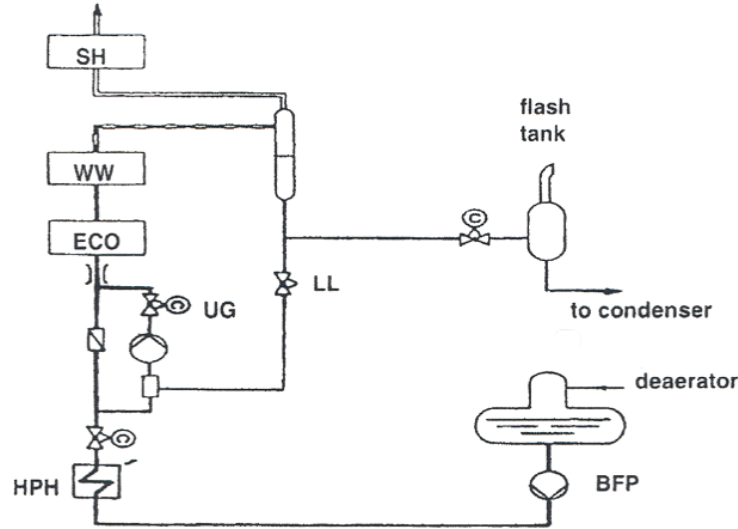 SH
flash
tank
WW
C
ECO
LL
C
UG
to condenser
deaerator
C
HPH
BFP